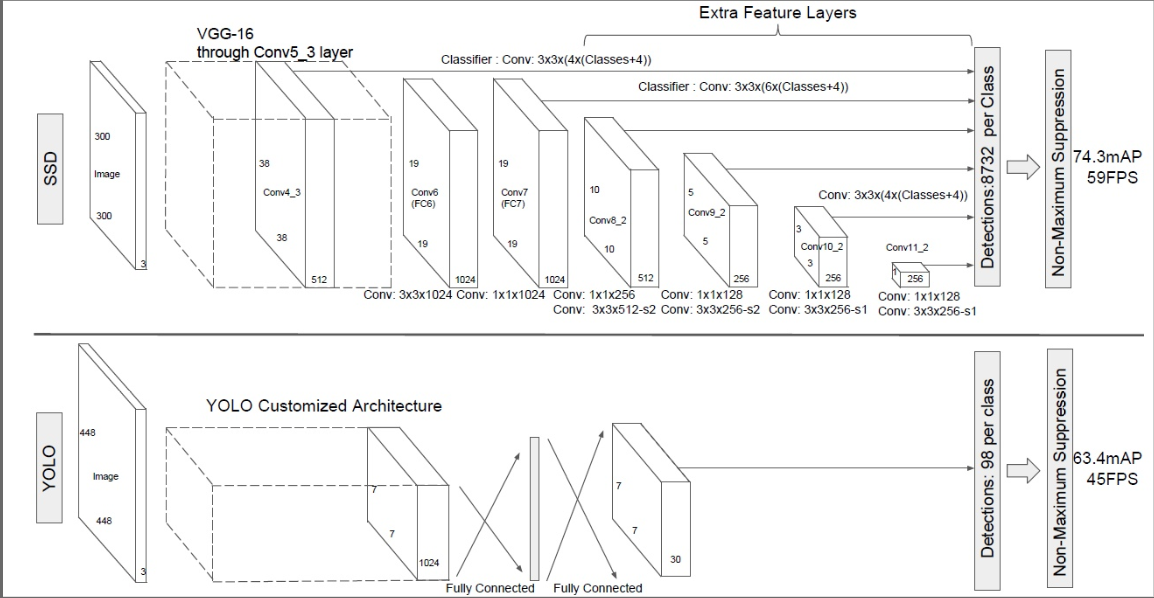 Extra Feature Layers
VGG-16
through Conv5_3 layer
Classifier : Conv: 3x3x(4x(Classes+4))
Classifier : Conv: 3x3x(6x(Classes+4))
SSD
300
Image
300
3
38
Conv4_3
38
512
19
Conv6
(FC6)
19
1024
19
Conv7
(FC7)
19
1024
10
Conv8_2
10
512
5
Conv9_2
5
256
Conv: 3x3x(4x(Classes+4))
3
Conv10_2
3
256
Conv11_2
1
256
Detections:8732 per Class
Non-Maximum Suppression
74.3mAP
59FPS
Conv: 3x3x1024
Conv: 1x1x1024
Conv: 1x1x256
Conv: 3x3x512-s2
Conv: 1x1x128
Conv: 3x3x256-s2
Conv: 1x1x128
Conv: 3x3x256-s1
Conv: 1x1x128
Conv: 3x3x256-s1
YOLO
448
Image
448
3
YOLO Customized Architecture
7
7
1024
Fully Connected
Fully Connected
7
7
30
Detections: 98 per class
Non-Maximum Suppression
63.4mAP
45FPS